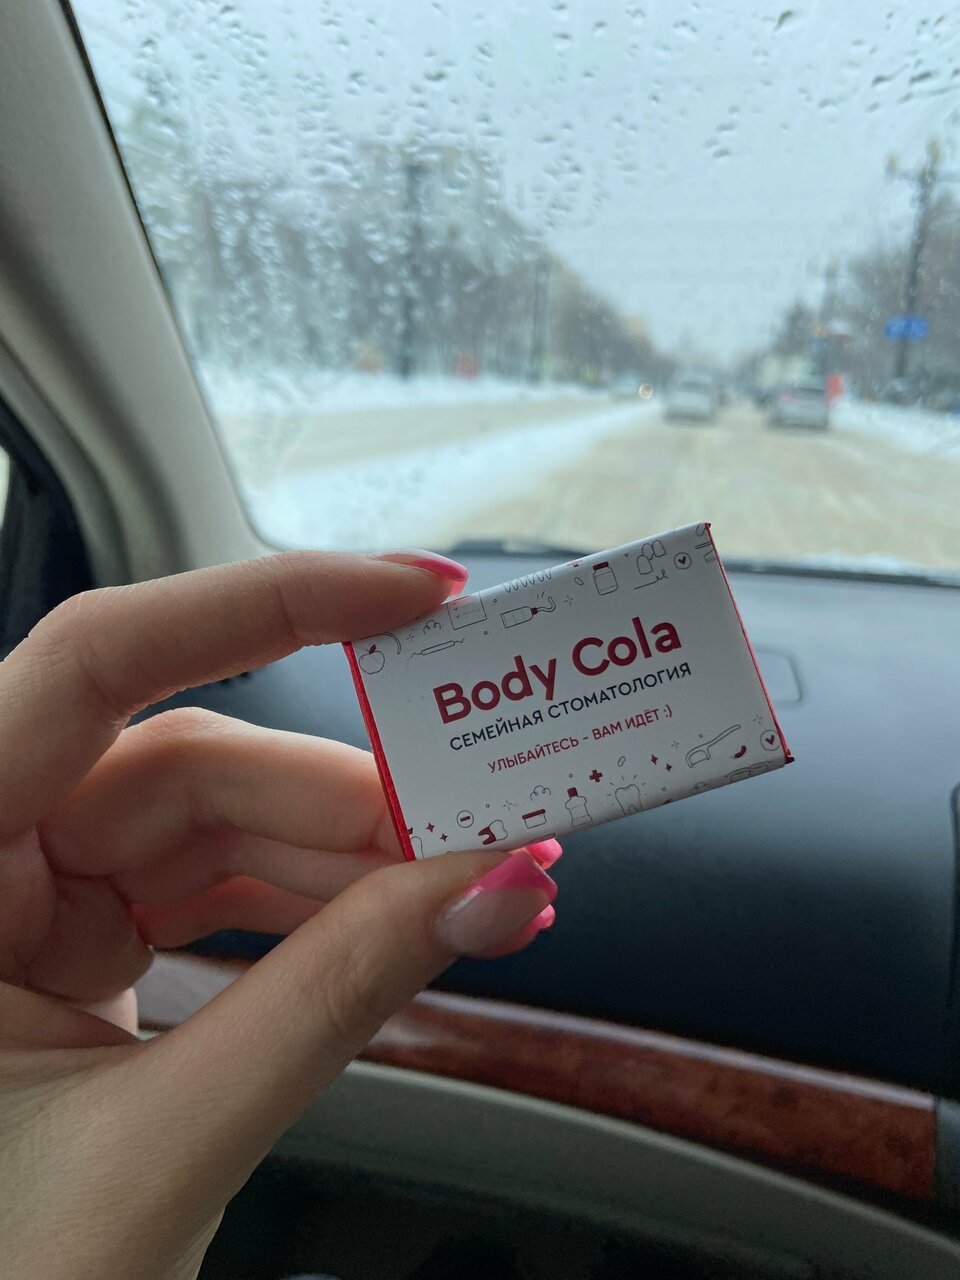 Body Cola
СЕМЕЙНАЯ СТОМАТОЛОГИЯ
УЛЫБАЙТЕСЬ - ВАМ ИДЁТ :)